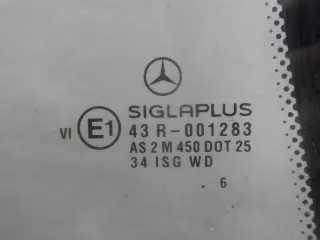 SIGLAPLUS
VI E1 43 R-001283
AS 2 M 450 DOT 25
34 ISG WD
6